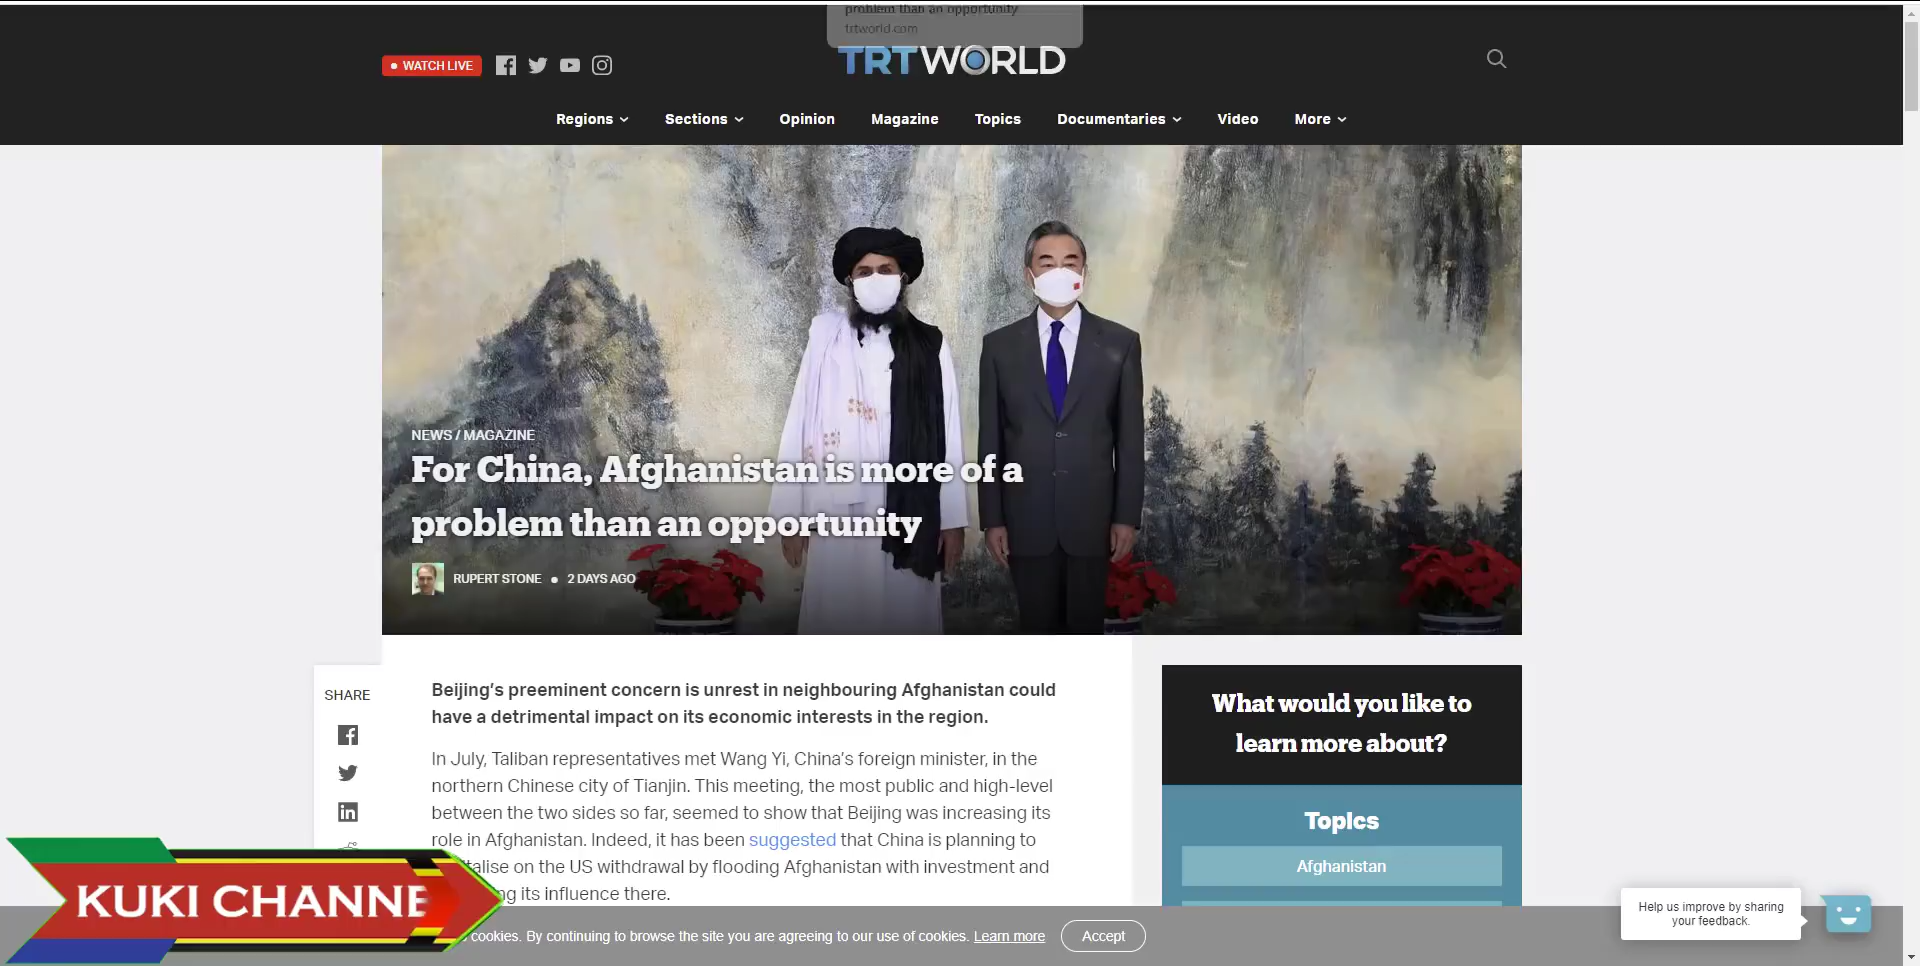 problem than an opportunity
trtworld.com
WATCH LIVE
TRTWORLD
Regions
Sections
Opinion
Magazine
Topics
Documentaries
Video
More
NEWS / MAGAZINE
For China, Afghanistan is more of a
problem than an opportunity
RUPERT STONE
2 DAYS AGO
SHARE
Beijing’s preeminent concern is unrest in neighbouring Afghanistan could
have a detrimental impact on its economic interests in the region.
In July, Taliban representatives met Wang Yi, China’s foreign minister, in the
northern Chinese city of Tianjin. This meeting, the most public and high-level
between the two sides so far, seemed to show that Beijing was increasing its
role in Afghanistan. Indeed, it has been suggested that China is planning to
talise on the US withdrawal by flooding Afghanistan with investment and
ng its influence there.
What would you like to
learn more about?
Topics
Afghanistan
KUKI CHANNE
cookies. By continuing to browse the site you are agreeing to our use of cookies. Learn more
Accept
Help us improve by sharing
your feedback.